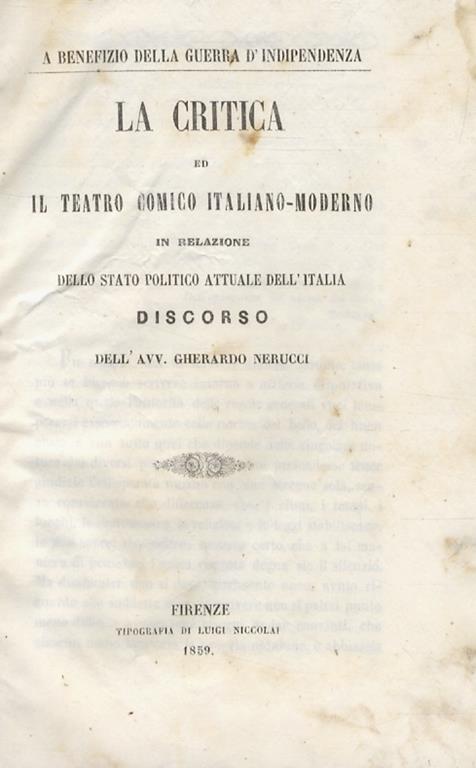 A BENEFIZIO DELLA GUERRA D'INDIPENDENZA
LA CRITICA
ED
IL TEATRO COMICO ITALIANO-MODERNO
IN RELAZIONE
DELLO STATO POLITICO ATTUALE DELL'ITALIA
DISCORSO
DELL'AVV. GHERARDO NERUCCI
FIRENZE
TIPOGRAFIA DI LUIGI NICCOLAI
1859.